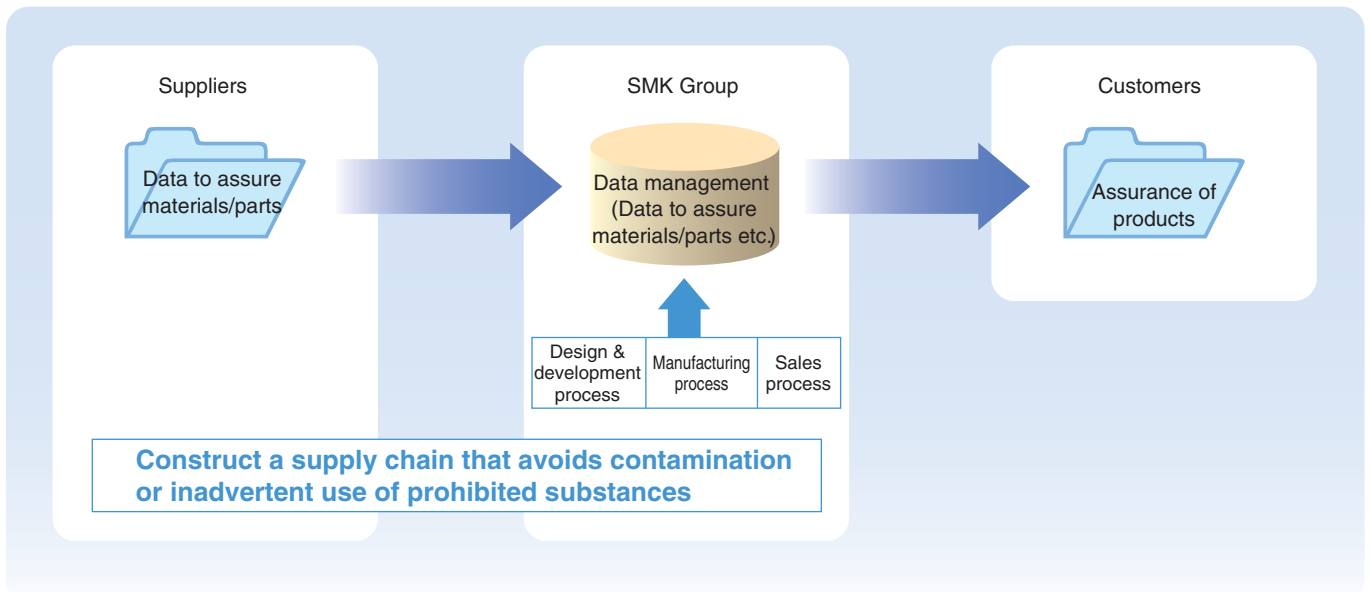 Suppliers
Data to assure
materials/parts
SMK Group
Data management
(Data to assure
materials/parts etc.)
Design &
development
process
Manufacturing
process
Sales
process
Customers
Assurance of
products
Construct a supply chain that avoids contamination
or inadvertent use of prohibited substances